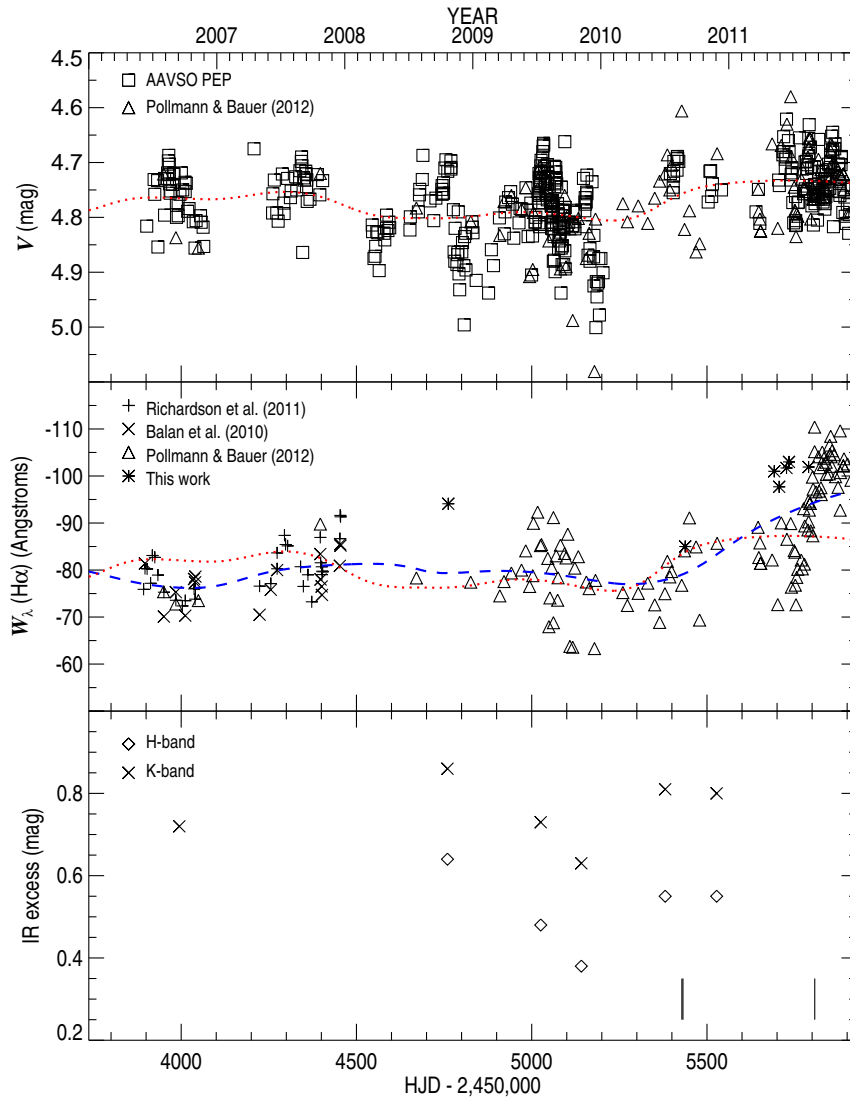 YEAR
2007 2008 2009 2010 2011
4.5
4.6
4.7
4.8
4.9
5.0
V (mag)
AAVSO PEP
Pollmann & Bauer (2012)
-110
-100
-90
-80
-70
-60
Wλ (Hα) (Angstroms)
Richardson et al. (2011)
Balan et al. (2010)
Pollmann & Bauer (2012)
This work
0.8
0.6
0.4
0.2
IR excess (mag)
H-band
K-band
4000 4500 5000 5500
HJD - 2,450,000